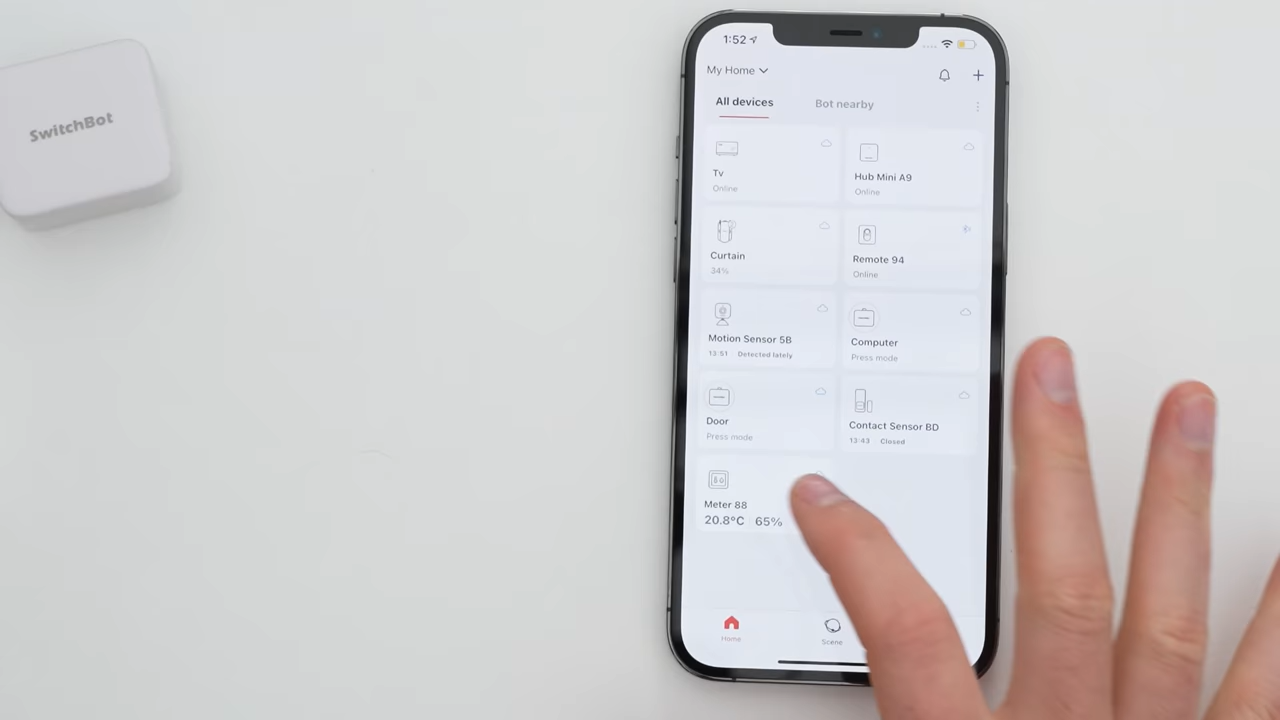 SwitchBot
1:52
My Home
All devices
Bot nearby
Tv
Online
Hub Mini A9
Online
Curtain
34%
Remote 94
Online
Motion Sensor 5B
13:51 Detected lately
Computer
Press mode
Door
Press mode
Contact Sensor BD
13:43 Closed
Meter 88
20.8°C 65%
Home
Scene